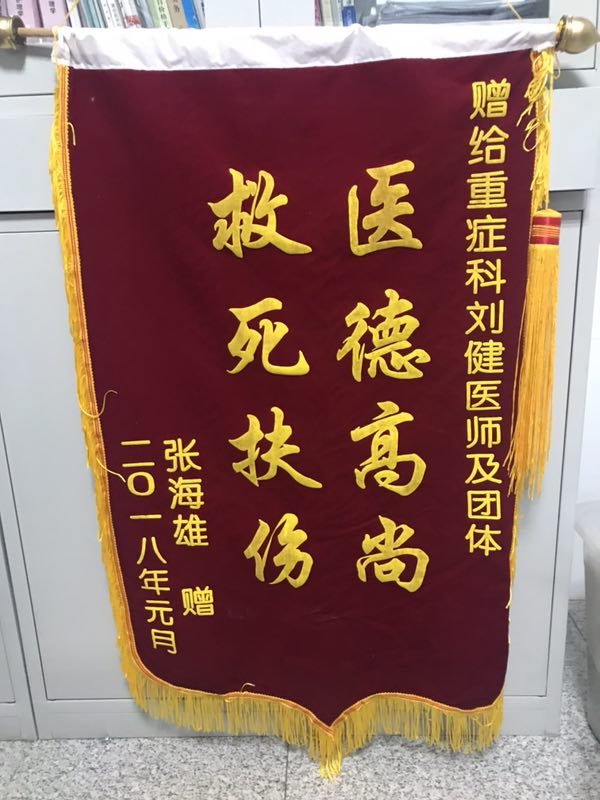 赠给重症科刘健医师及团体
医德高尚
救死扶伤
张海雄 赠
二〇一八年元月